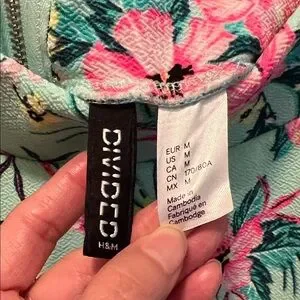 DIVIDED
H&M
EUR M
US M
CA M
CN 170/80A
MX M
Made in
Cambodia
Fabriqué en
Cambodge